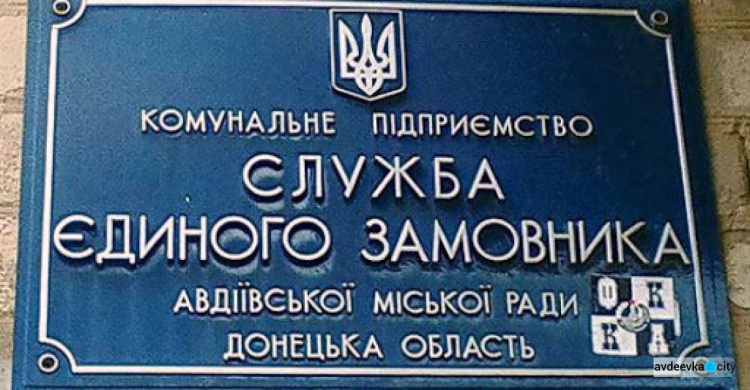 КОМУНАЛЬНЕ ПІДПРИЄМСТВО
СЛУЖБА
ЄДИНОГО ЗАМОВНИКА
АВДІЇВСЬКОЇ МІСЬКОЇ РАДИ
ДОНЕЦЬКА ОБЛАСТЬ
U K
K A
avdeevka.city